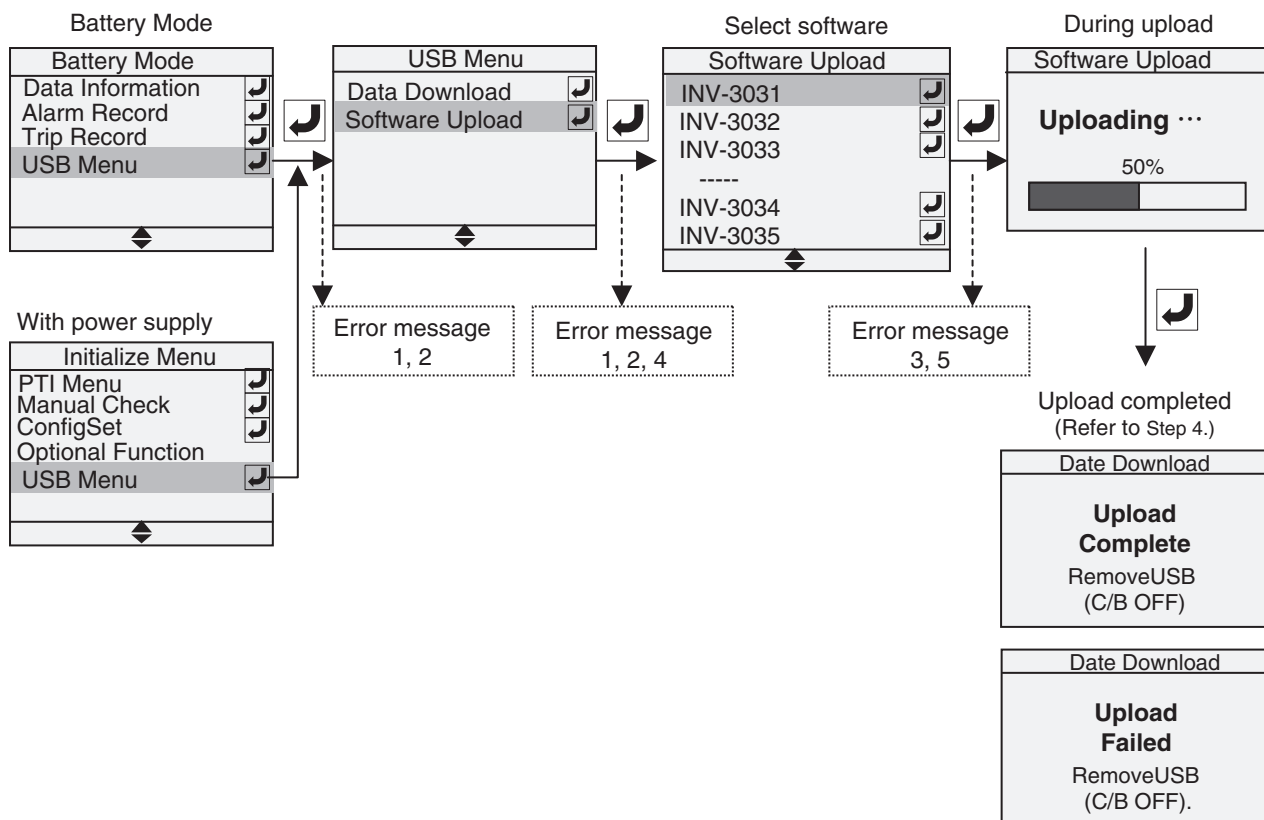 Battery Mode
Battery Mode
Data Information
Alarm Record
Trip Record
USB Menu
With power supply
Initialize Menu
PTI Menu
Manual Check
ConfigSet
Optional Function
USB Menu
USB Menu
Data Download
Software Upload
Error message
1, 2
Error message
1, 2, 4
Select software
Software Upload
INV-3031
INV-3032
INV-3033
-----
INV-3034
INV-3035
Error message
3, 5
During upload
Software Upload
Uploading ···
50%
Upload completed
(Refer to Step 4.)
Date Download
Upload
Complete
RemoveUSB
(C/B OFF)
Date Download
Upload
Failed
RemoveUSB
(C/B OFF).